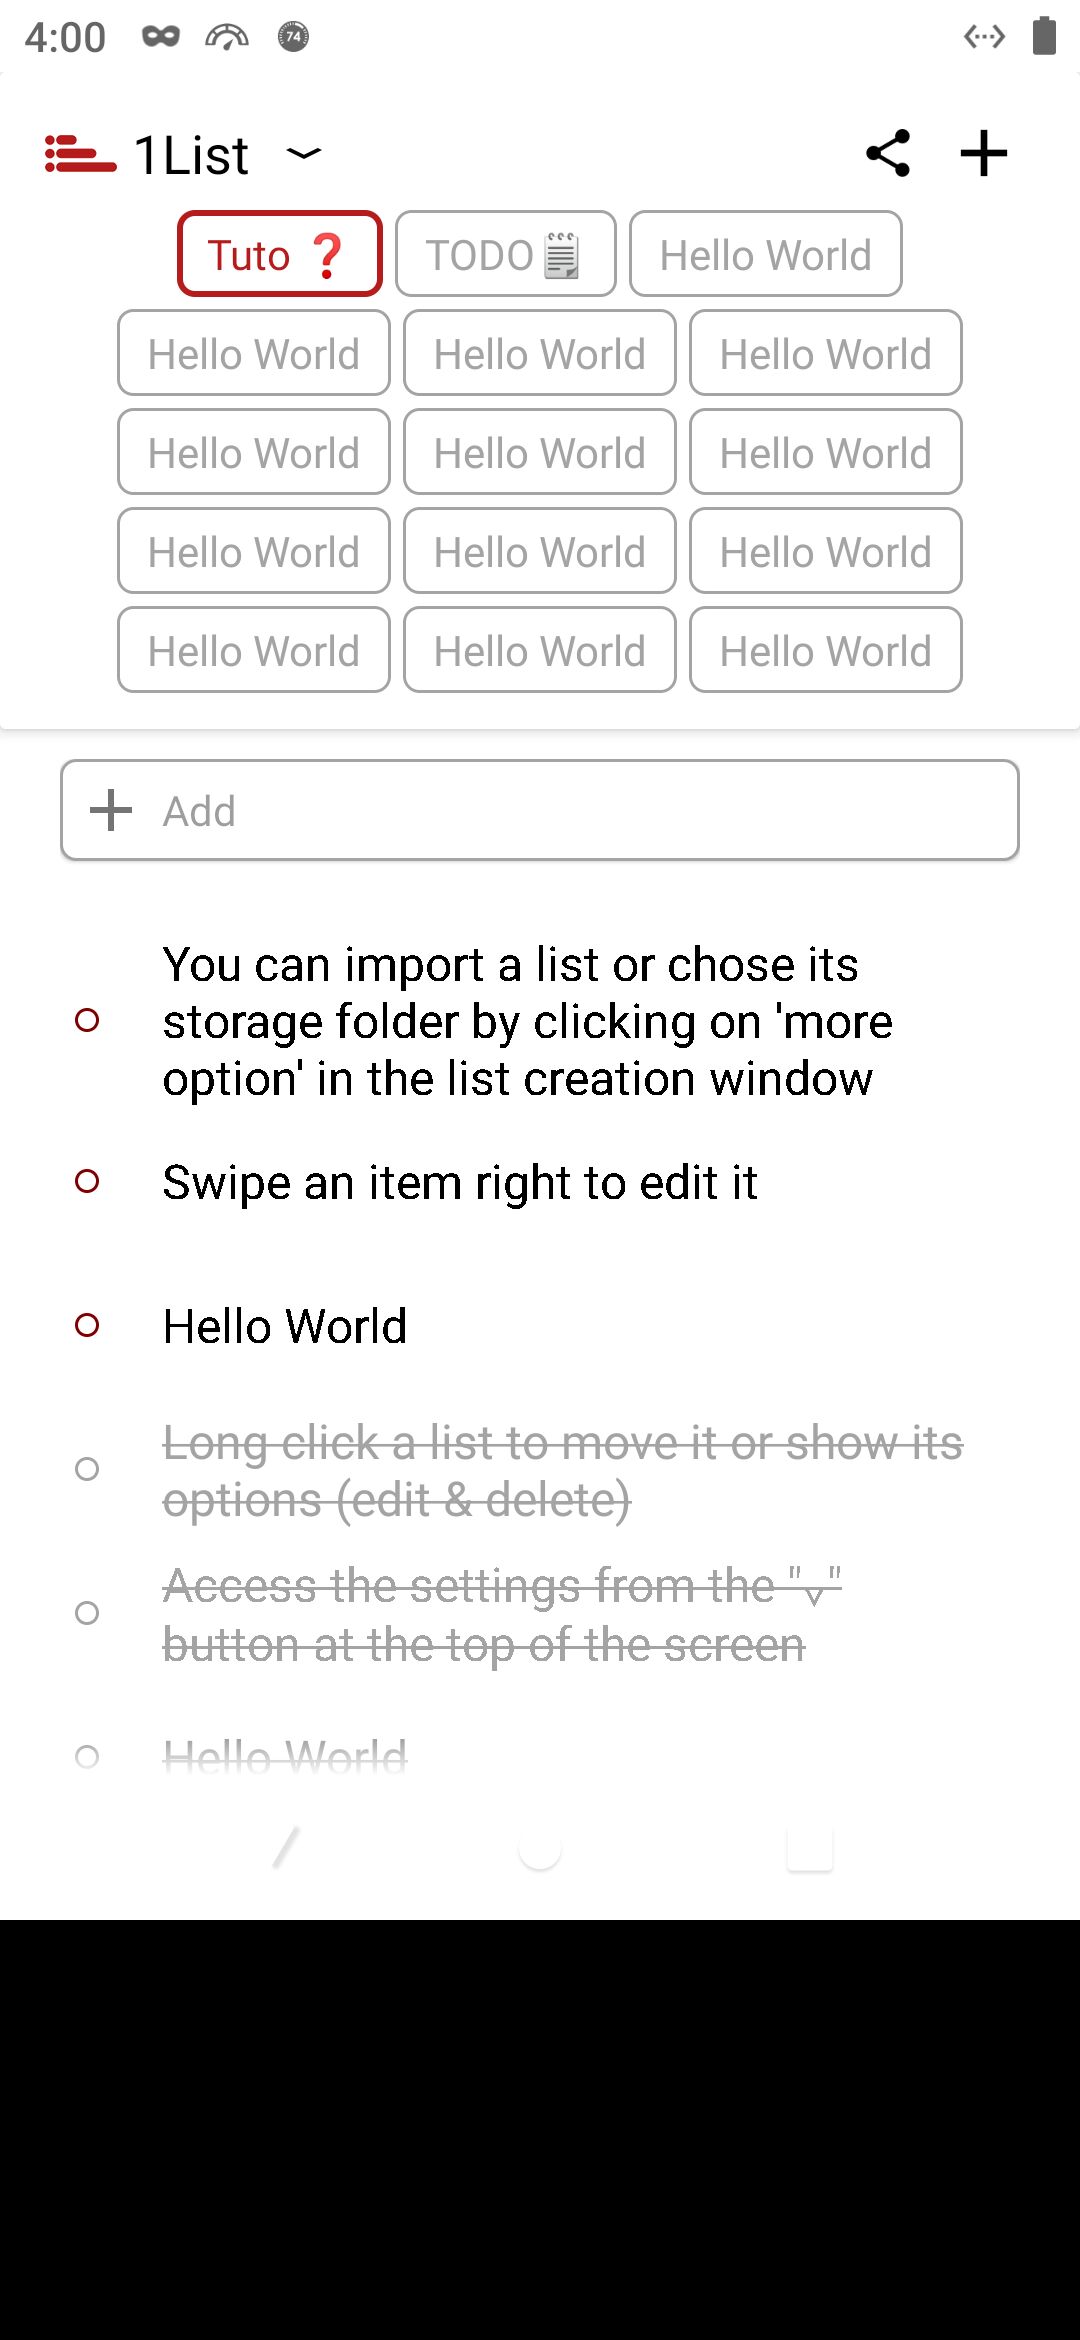 4:00 74
1List
Tuto ❓ TODO🗒 Hello World
Hello World Hello World Hello World
Hello World Hello World Hello World
Hello World Hello World Hello World
Hello World Hello World Hello World
Add
You can import a list or chose its
storage folder by clicking on 'more
option' in the list creation window
Swipe an item right to edit it
Hello World
Long click a list to move it or show its
options (edit & delete)
Access the settings from the "⌄"
button at the top of the screen
Hello World